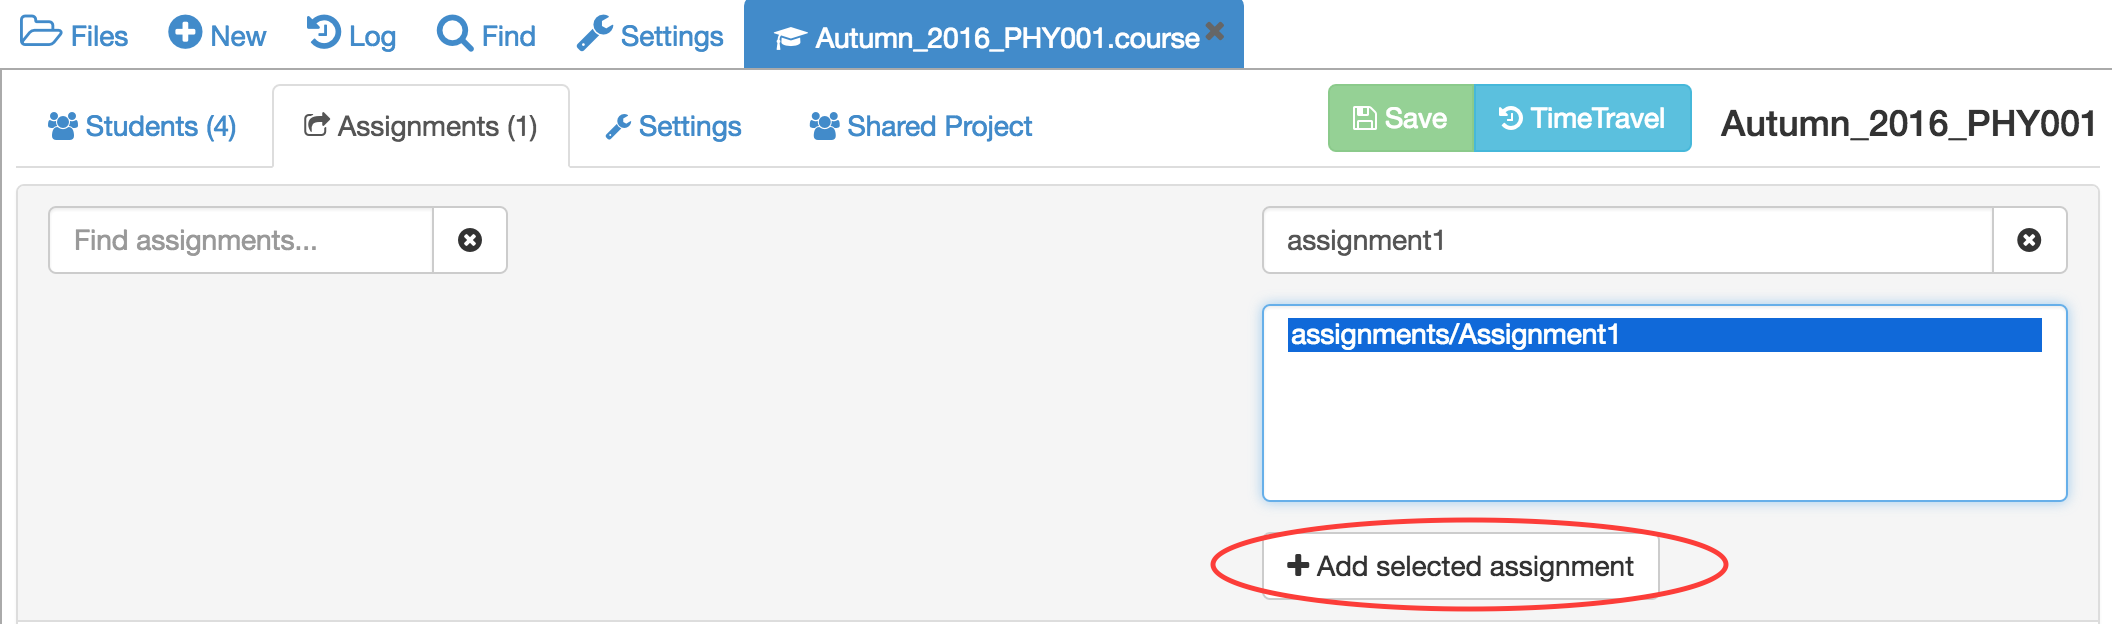 Files New Log Find Settings Autumn_2016_PHY001.course
Students (4) Assignments (1) Settings Shared Project Save TimeTravel Autumn_2016_PHY001
Find assignments... assignment1
assignments/Assignment1
Add selected assignment